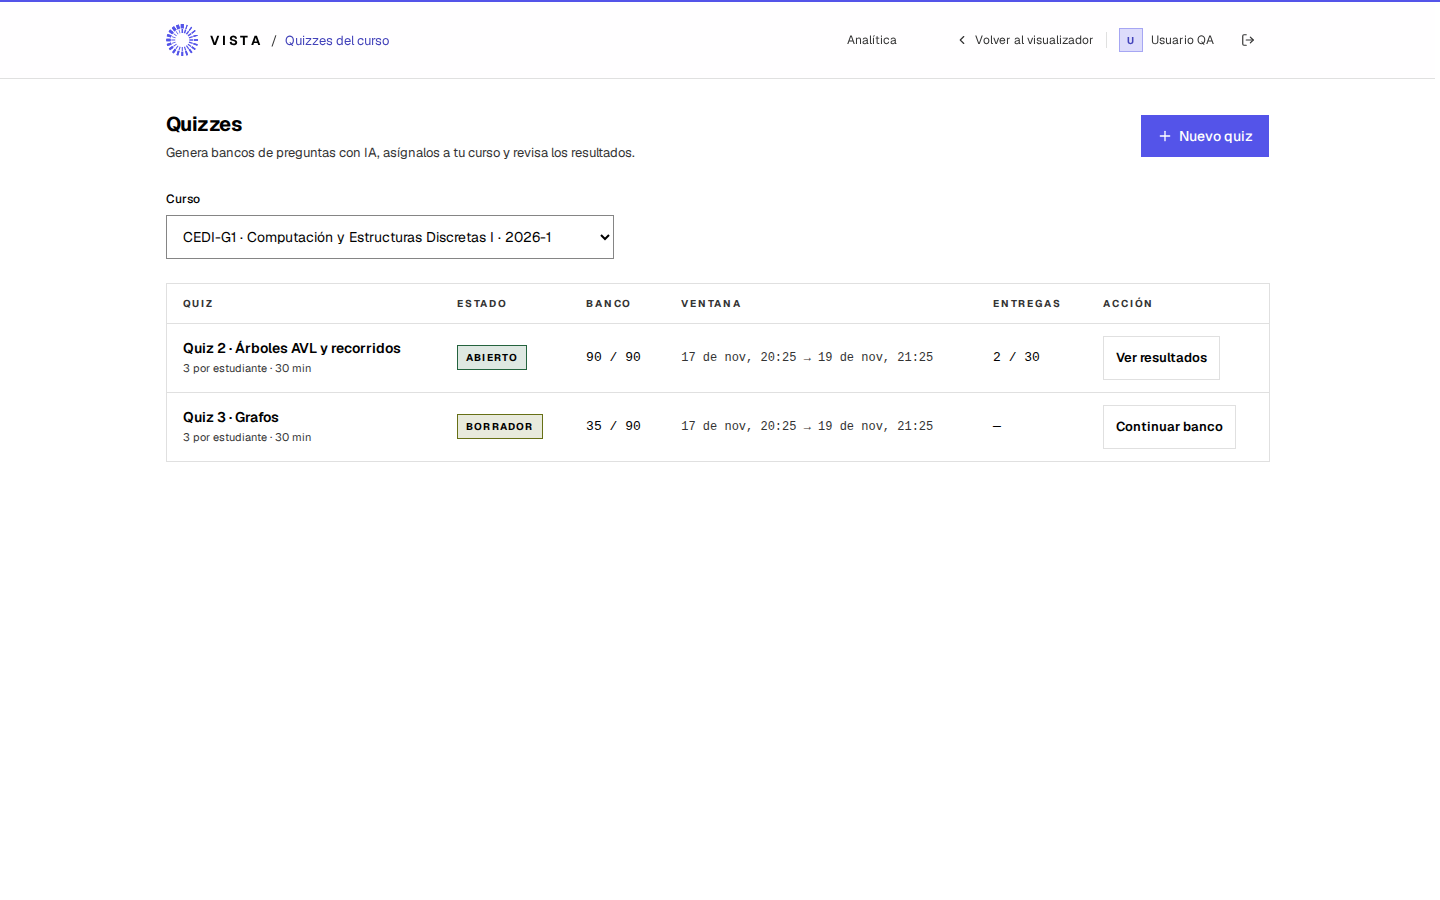 VISTA / Quizzes del curso
Analítica
Volver al visualizador
U Usuario QA
Quizzes
Genera bancos de preguntas con IA, asígnalos a tu curso y revisa los resultados.
+ Nuevo quiz
Curso
CEDI-G1 · Computación y Estructuras Discretas I · 2026-1
QUIZ ESTADO BANCO VENTANA ENTREGAS ACCIÓN
Quiz 2 · Árboles AVL y recorridos
3 por estudiante · 30 min
ABIERTO
90 / 90
17 de nov, 20:25 → 19 de nov, 21:25
2 / 30
Ver resultados
Quiz 3 · Grafos
3 por estudiante · 30 min
BORRADOR
35 / 90
17 de nov, 20:25 → 19 de nov, 21:25
—
Continuar banco